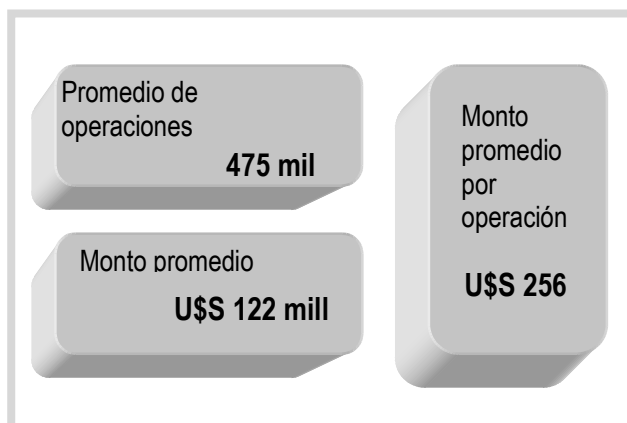 Promedio de
operaciones
475 mil
Monto promedio
U$S 122 mill
Monto
promedio
por
operación
U$S 256